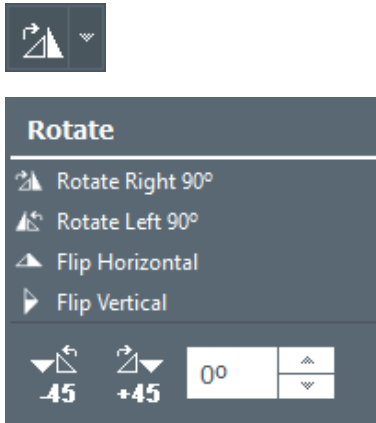 Rotate
Rotate Right 90º
Rotate Left 90º
Flip Horizontal
Flip Vertical
-45 +45 0º